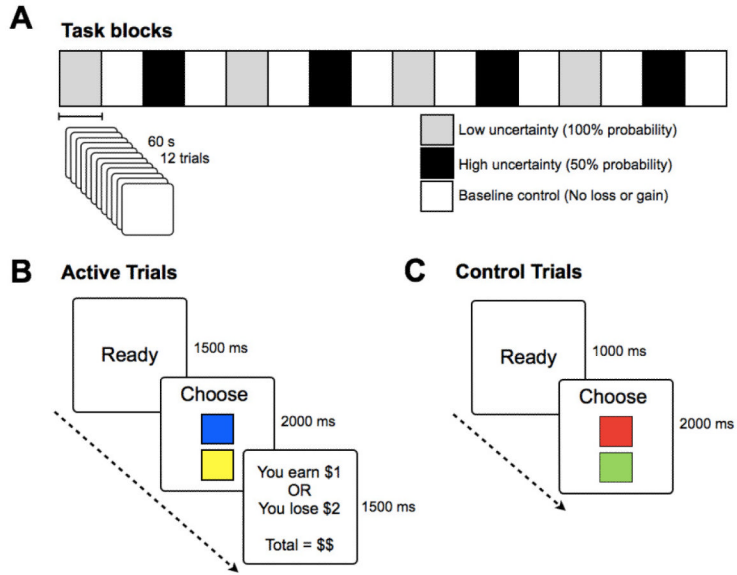 A
Task blocks
60 s
12 trials
Low uncertainty (100% probability)
High uncertainty (50% probability)
Baseline control (No loss or gain)
B
Active Trials
Ready
1500 ms
Choose
2000 ms
You earn $1
OR
You lose $2
Total = $$
1500 ms
C
Control Trials
Ready
1000 ms
Choose
2000 ms